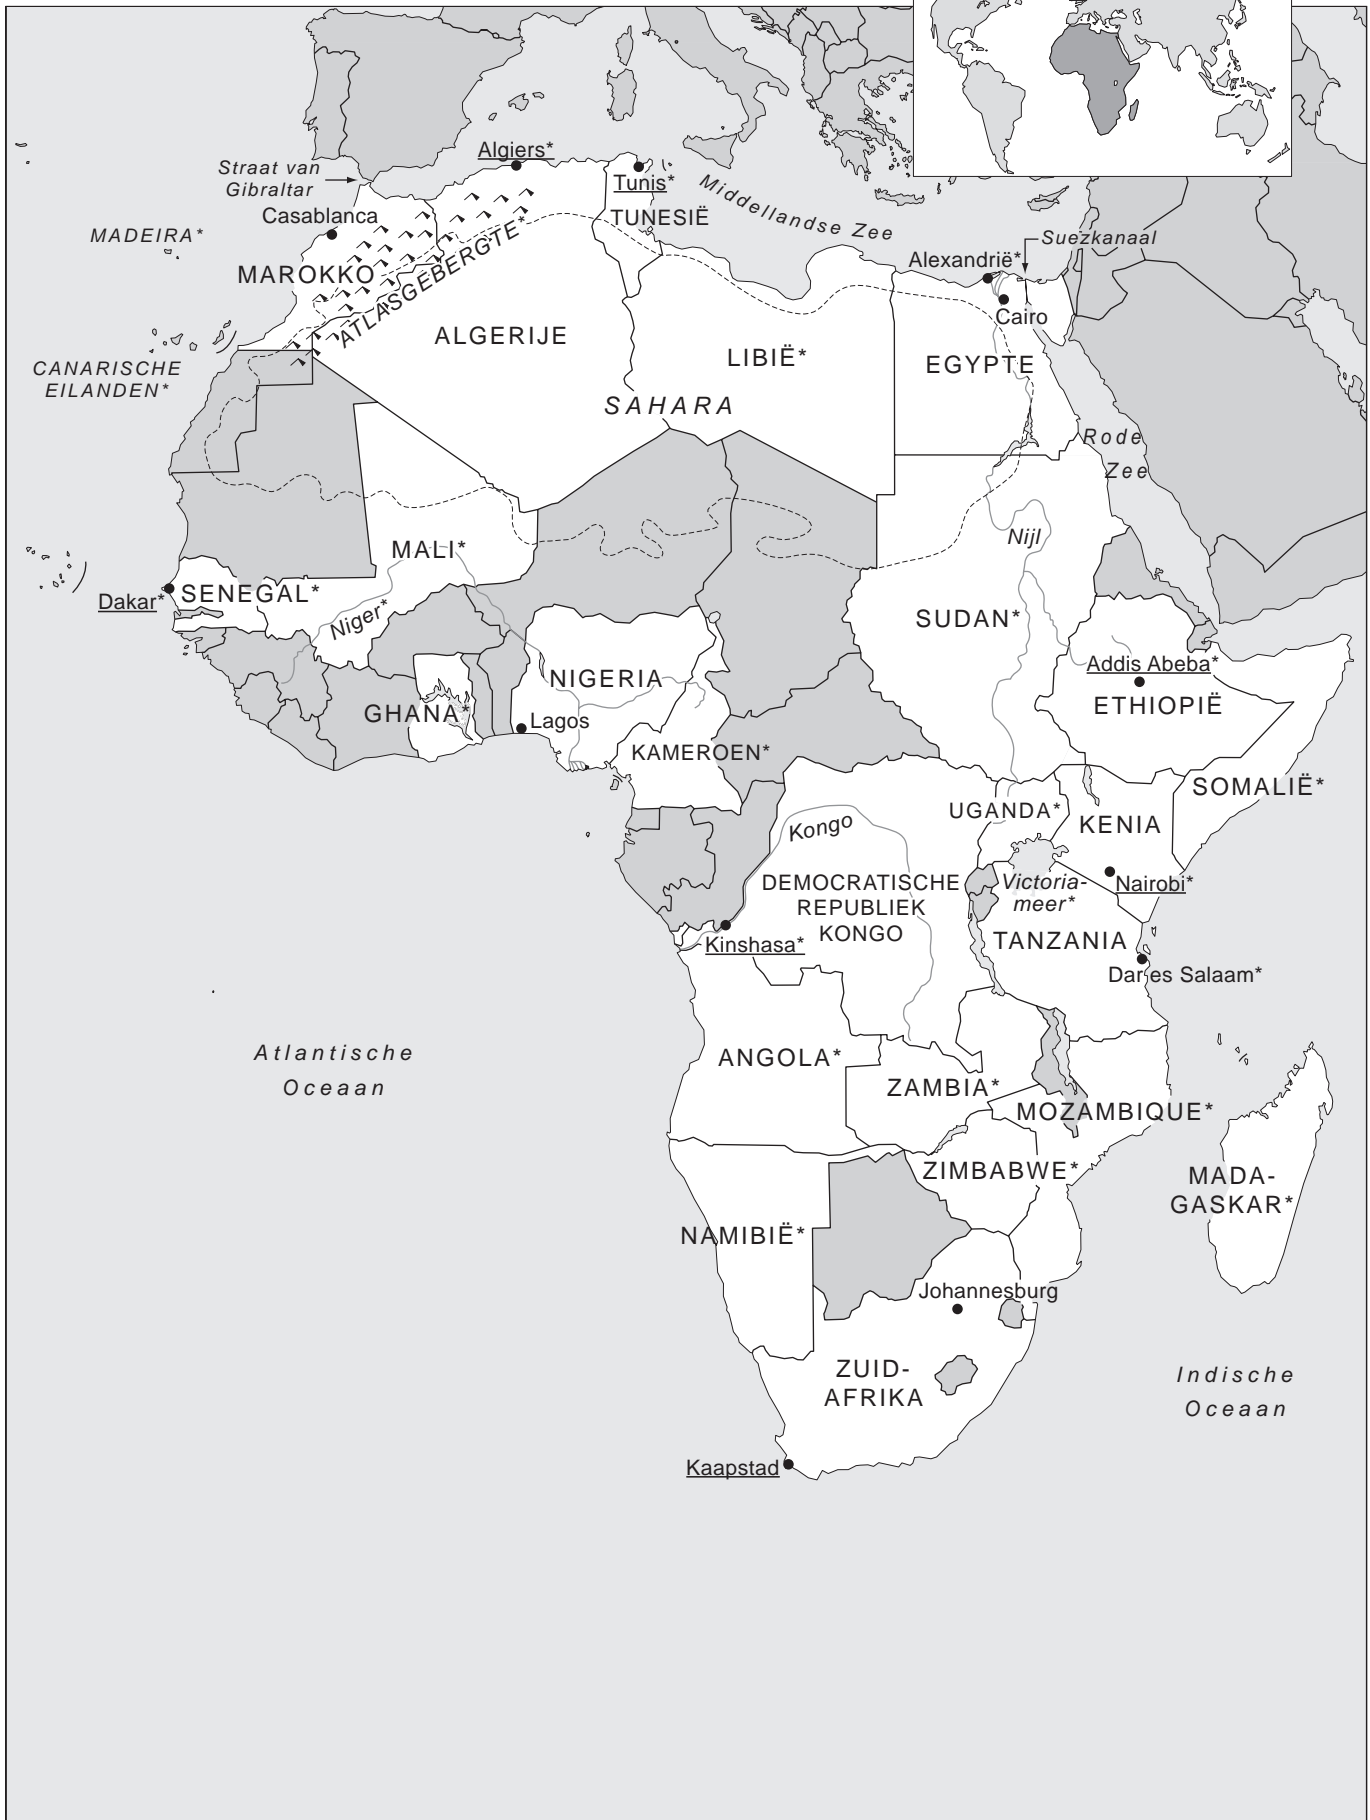 Straat van
Gibraltar
Algiers*
Tunis*
Casablanca
TUNESIË
Middellandse Zee
MADEIRA*
Suezkanaal
Alexandrië*
MAROKKO
ATLASGEBERGTE*
Cairo
ALGERIJE
LIBIË*
EGYPTE
CANARISCHE
EILANDEN*
SAHARA
Rode
Zee
Nijl
MALI*
Dakar*
SENEGAL*
Niger*
SUDAN*
Addis Abeba*
NIGERIA
ETHIOPIË
GHANA*
Lagos
KAMEROEN*
SOMALIË*
UGANDA*
KENIA
Kongo
DEMOCRATISCHE
REPUBLIEK
KONGO
Victoria-
meer*
Nairobi*
Kinshasa*
TANZANIA
Dar es Salaam*
Atlantische
Oceaan
ANGOLA*
ZAMBIA*
MOZAMBIQUE*
ZIMBABWE*
MADA-
GASKAR*
NAMIBIË*
Johannesburg
ZUID-
AFRIKA
Indische
Oceaan
Kaapstad